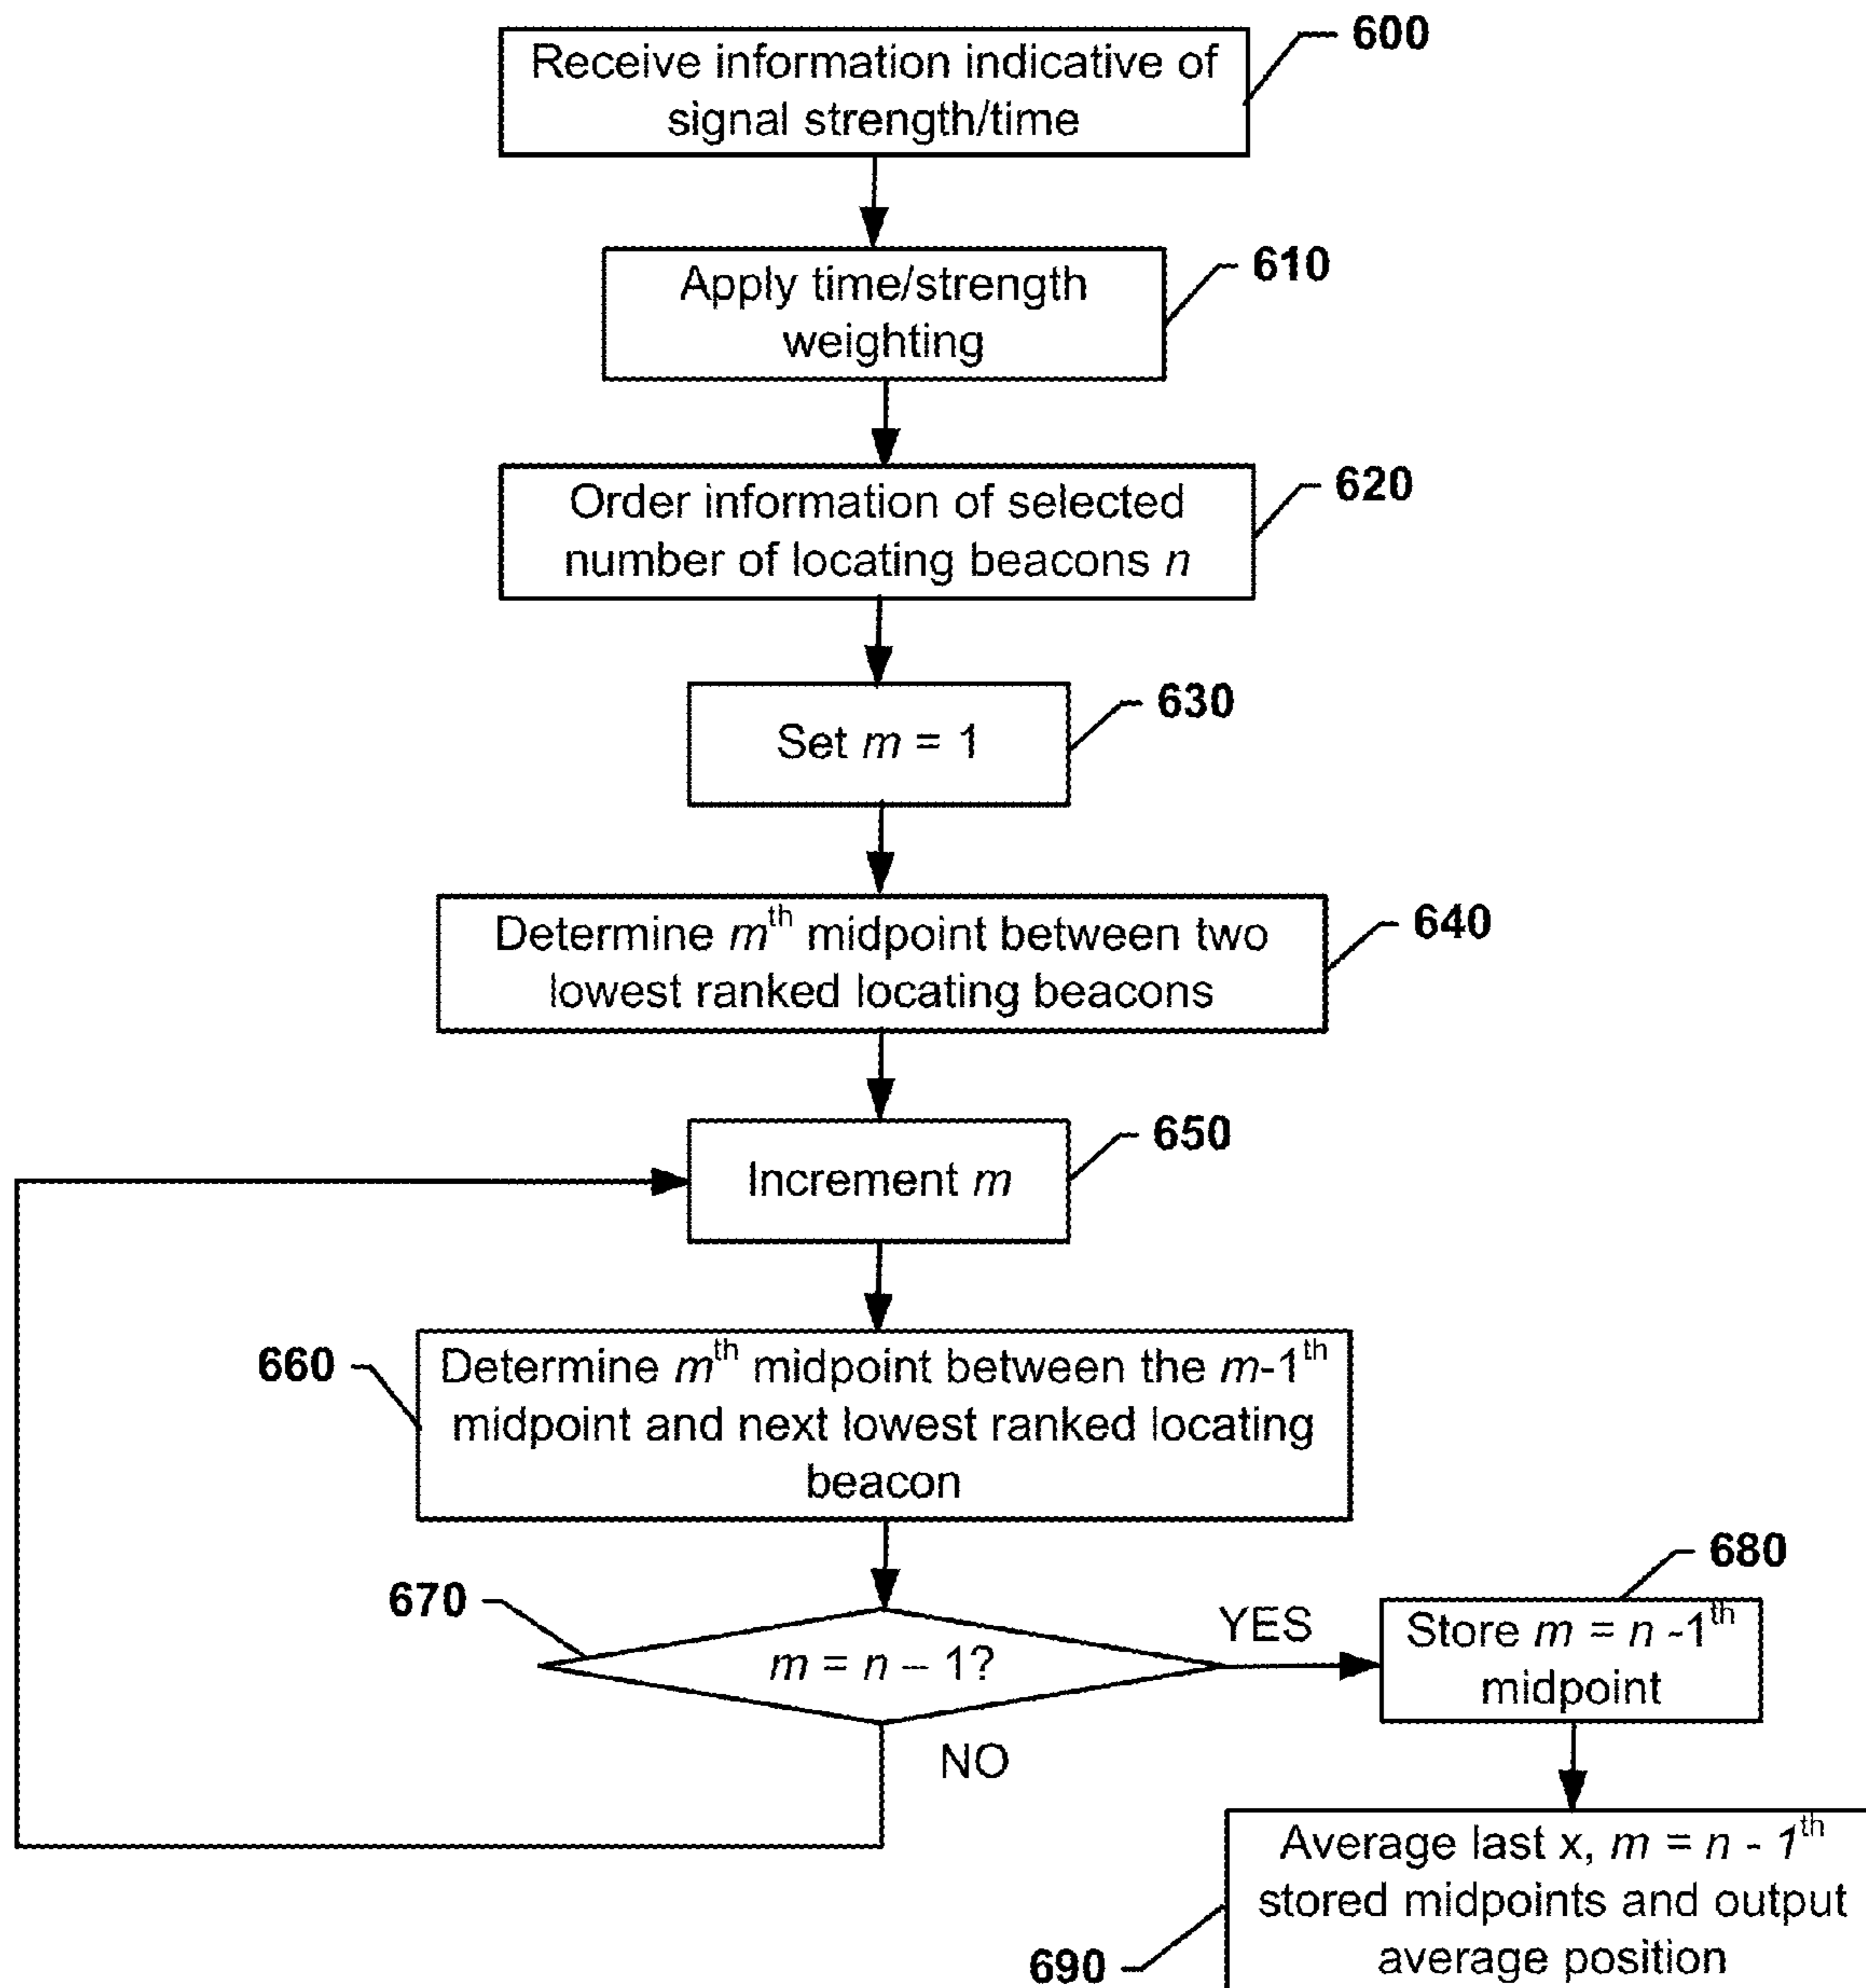 600
Receive information indicative of
signal strength/time
610
Apply time/strength
weighting
620
Order information of selected
number of locating beacons n
630
Set m = 1
640
Determine mth midpoint between two
lowest ranked locating beacons
650
Increment m
660
Determine mth midpoint between the m-1th
midpoint and next lowest ranked locating
beacon
670
m = n – 1?
YES
NO
680
Store m = n -1th
midpoint
690
Average last x, m = n - 1th
stored midpoints and output
average position